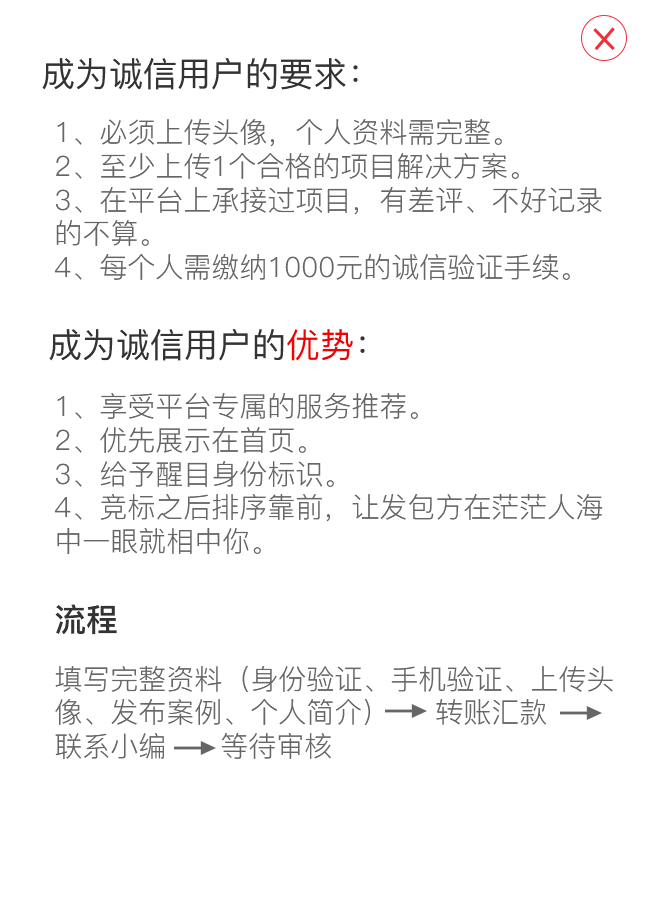 成为诚信用户的要求：
1、必须上传头像，个人资料需完整。
2、至少上传1个合格的项目解决方案。
3、在平台上承接过项目，有差评、不好记录
的不算。
4、每个人需缴纳1000元的诚信验证手续。
成为诚信用户的优势：
1、享受平台专属的服务推荐。
2、优先展示在首页。
3、给予醒目身份标识。
4、竞标之后排序靠前，让发包方在茫茫人海
中一眼就相中你。
流程
填写完整资料（身份验证、手机验证、上传头
像、发布案例、个人简介）→ 转账汇款 →
联系小编 → 等待审核